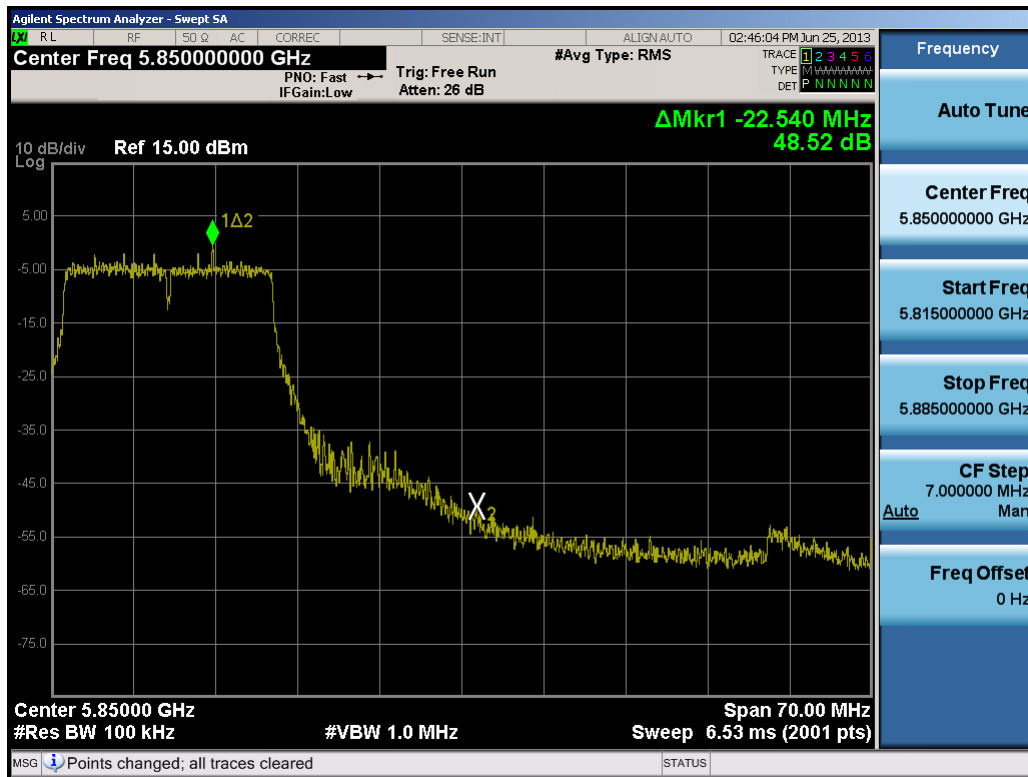 Agilent Spectrum Analyzer - Swept SA
LXI RL RF 50 Ω AC CORREC SENSE:INT ALIGNAUTO 02:46:04 PM Jun 25, 2013
Center Freq 5.850000000 GHz
PNO: Fast
IFGain:Low
Trig: Free Run
Atten: 26 dB
#Avg Type: RMS
TRACE 1 2 3 4 5 6
TYPE M WWWWW
DET P N N N N N
ΔMkr1 -22.540 MHz
48.52 dB
10 dB/div Ref 15.00 dBm
Log
5.00
-5.00
-15.0
-25.0
-35.0
-45.0
-55.0
-65.0
-75.0
1Δ2
X2
Center 5.85000 GHz Span 70.00 MHz
#Res BW 100 kHz #VBW 1.0 MHz Sweep 6.53 ms (2001 pts)
MSG Points changed; all traces cleared STATUS
Frequency
Auto Tune
Center Freq
5.850000000 GHz
Start Freq
5.815000000 GHz
Stop Freq
5.885000000 GHz
CF Step
7.000000 MHz
Auto Man
Freq Offset
0 Hz